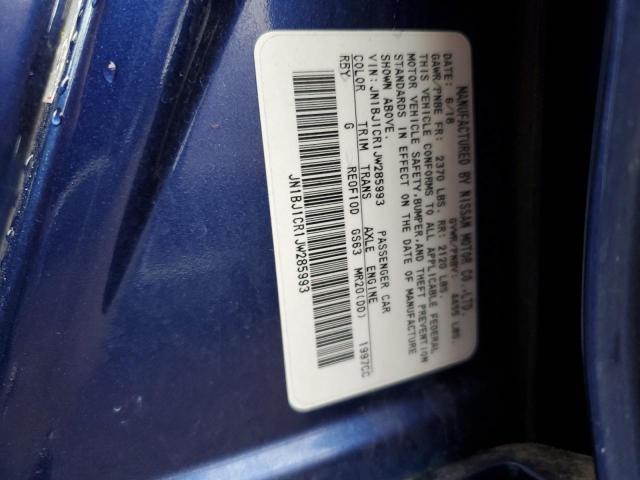 MANUFACTURED BY NISSAN MOTOR CO.,LTD.
DATE: 6/18 GVWR/PNBV: 4455 LBS.
GAWR/PNBE FR: 2370 LBS. RR: 2120 LBS.
THIS VEHICLE CONFORMS TO ALL APPLICABLE FEDERAL
MOTOR VEHICLE SAFETY,BUMPER,AND THEFT PREVENTION
STANDARDS IN EFFECT ON THE DATE OF MANUFACTURE
SHOWN ABOVE.
VIN: JN1BJ1CR1JW285993 PASSENGER CAR
COLOR TRIM TRANS AXLE ENGINE
RBY G RE0F10D GS63 MR20(DD) 1997CC
JN1BJ1CR1JW285993